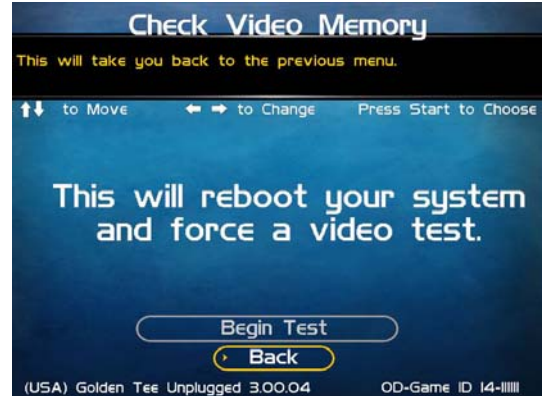 Check Video Memory
This will take you back to the previous menu.
to Move to Change Press Start to Choose
This will reboot your system
and force a video test.
Begin Test
Back
(USA) Golden Tee Unplugged 3.00.04 OD-Game ID 14-111111